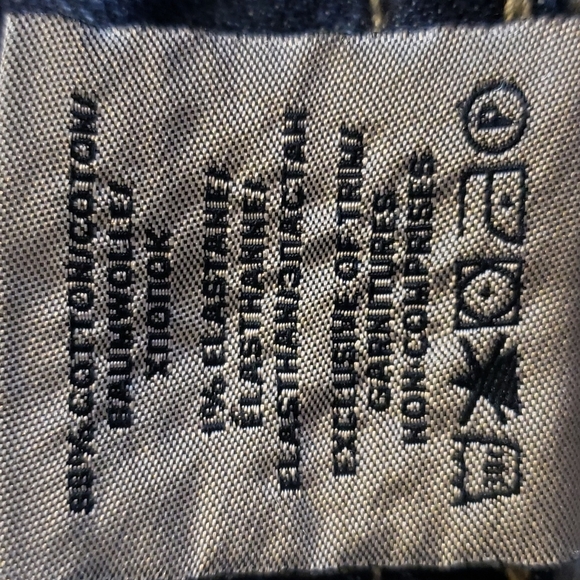 99% COTTON/COTON/
BAUMWOLLE/
ХЛОПОК
1% ELASTANE/
ÉLASTHANNE/
ELASTHAN/ЭЛАСТАН
EXCLUSIVE OF TRIM/
GARNITURES
NON COMPRISES
P